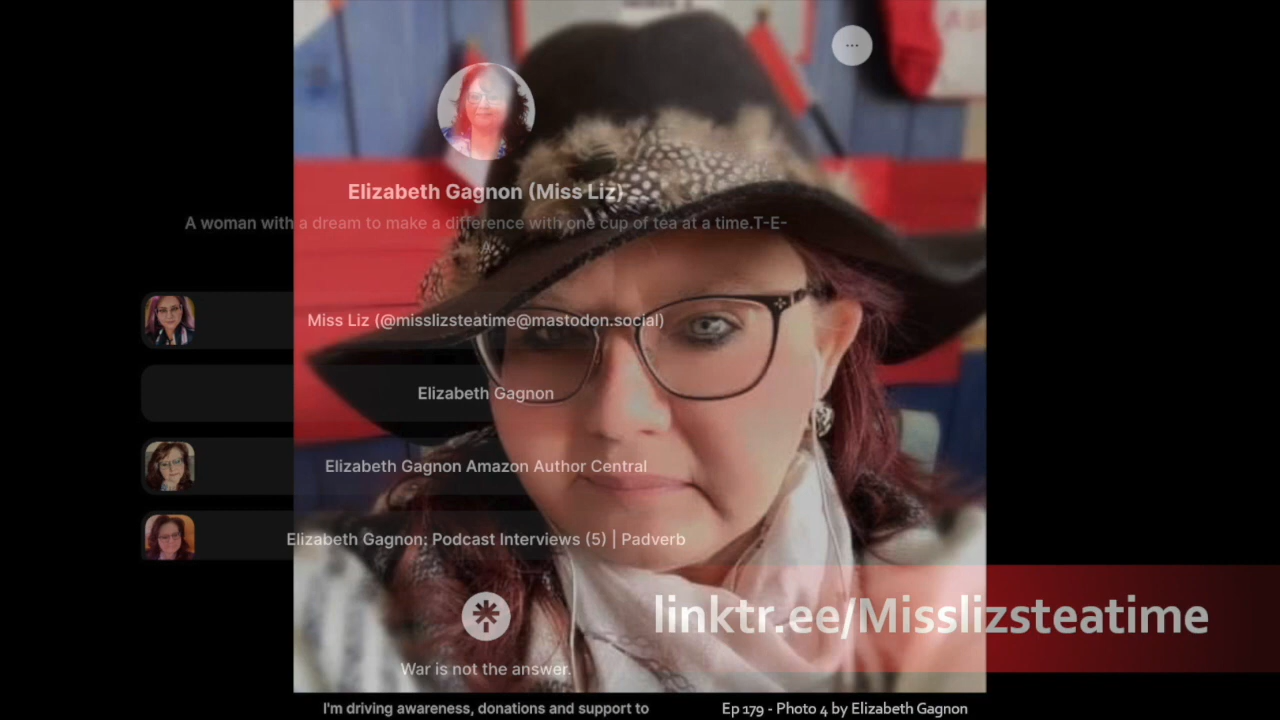 Elizabeth Gagnon (Miss Liz)
A woman with a dream to make a difference with one cup of tea at a time.T-E-
A
Miss Liz (@misslizsteatime@mastodon.social)
Elizabeth Gagnon
Elizabeth Gagnon Amazon Author Central
Elizabeth Gagnon: Podcast Interviews (5) | Padverb
linktr.ee/Misslizsteatime
War is not the answer.
I'm driving awareness, donations and support to
Ep 179 - Photo 4 by Elizabeth Gagnon